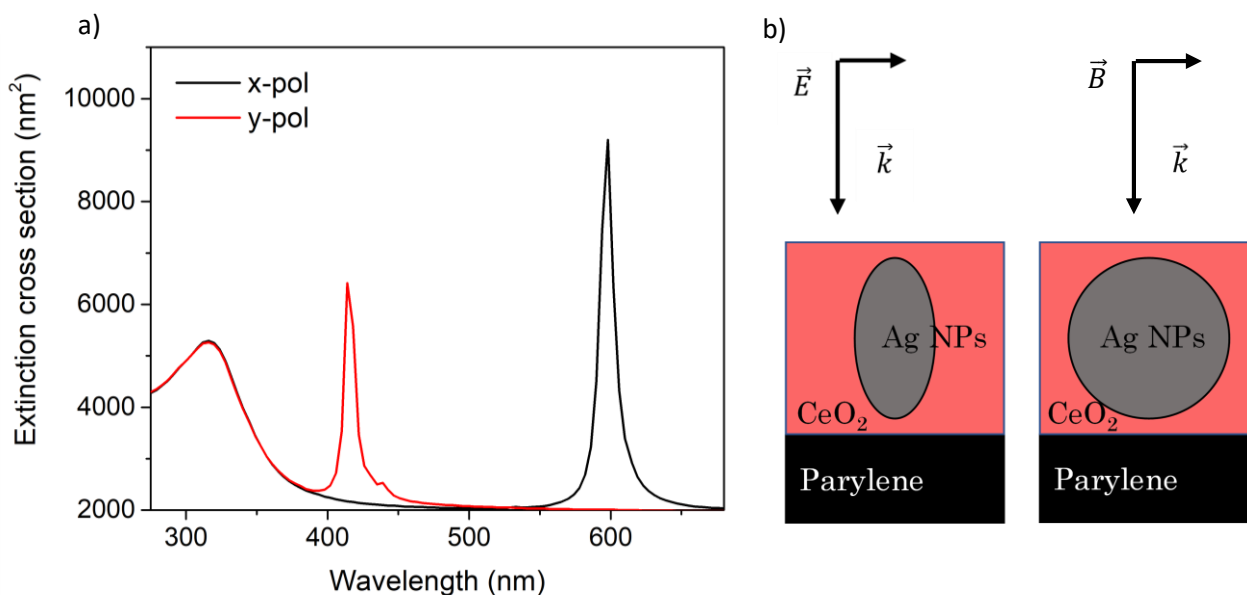 a)
Extinction cross section (nm²)
10000
8000
6000
4000
2000
x-pol
y-pol
300
400
500
600
Wavelength (nm)
b)
E⃗
k⃗
Ag NPs
CeO₂
Parylene
B⃗
k⃗
Ag NPs
CeO₂
Parylene